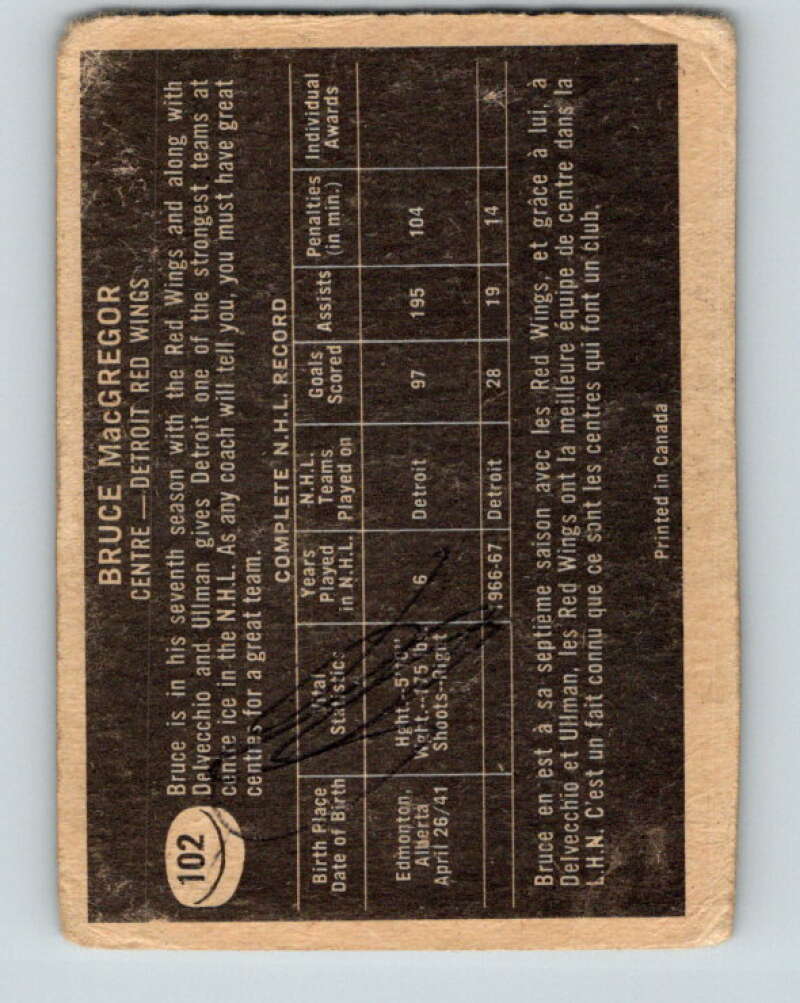 BRUCE MacGREGOR
CENTRE — DETROIT RED WINGS
102
Bruce is in his seventh season with the Red Wings and along with
Delvecchio and Ullman gives Detroit one of the strongest teams at
centre ice in the N.H.L. As any coach will tell you, you must have great
centres for a great team.
COMPLETE N.H.L. RECORD
Birth Place
Date of Birth
Vital
Statistics
Years
Played
in N.H.L.
N.H.L.
Teams
Played on
Goals
Scored
Assists
Penalties
(in min.)
Individual
Awards
Edmonton,
Alberta
April 26/41
Hght.--
Wght.--175 lb.
Shoots--Right
6
Detroit
97
195
104
1966-67
Detroit
28
19
14
Bruce en est à sa septième saison avec les Red Wings, et grâce à lui, à
Delvecchio et Ullman, les Red Wings ont la meilleure équipe de centre dans la
L.H.N. C'est un fait connu que ce sont les centres qui font un club.
Printed in Canada